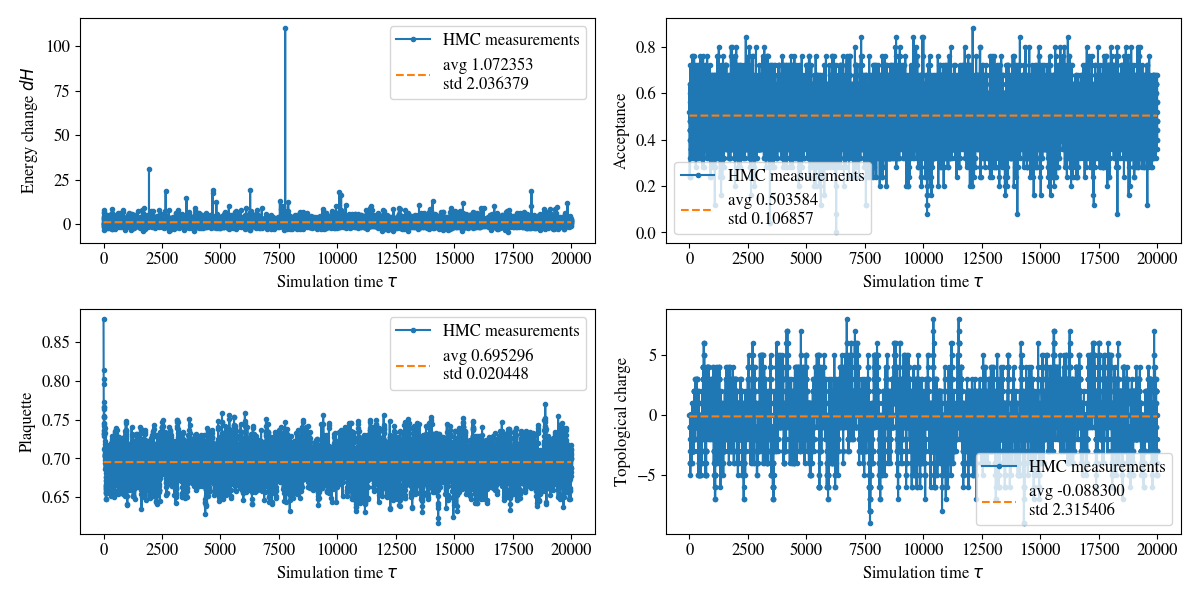 Energy change dH
100
75
50
25
0
HMC measurements
avg 1.072353
std 2.036379
0 2500 5000 7500 10000 12500 15000 17500 20000
Simulation time τ
Acceptance
0.8
0.6
0.4
0.2
0.0
HMC measurements
avg 0.503584
std 0.106857
0 2500 5000 7500 10000 12500 15000 17500 20000
Simulation time τ
Plaquette
0.85
0.80
0.75
0.70
0.65
HMC measurements
avg 0.695296
std 0.020448
0 2500 5000 7500 10000 12500 15000 17500 20000
Simulation time τ
Topological charge
5
0
−5
HMC measurements
avg -0.088300
std 2.315406
0 2500 5000 7500 10000 12500 15000 17500 20000
Simulation time τ